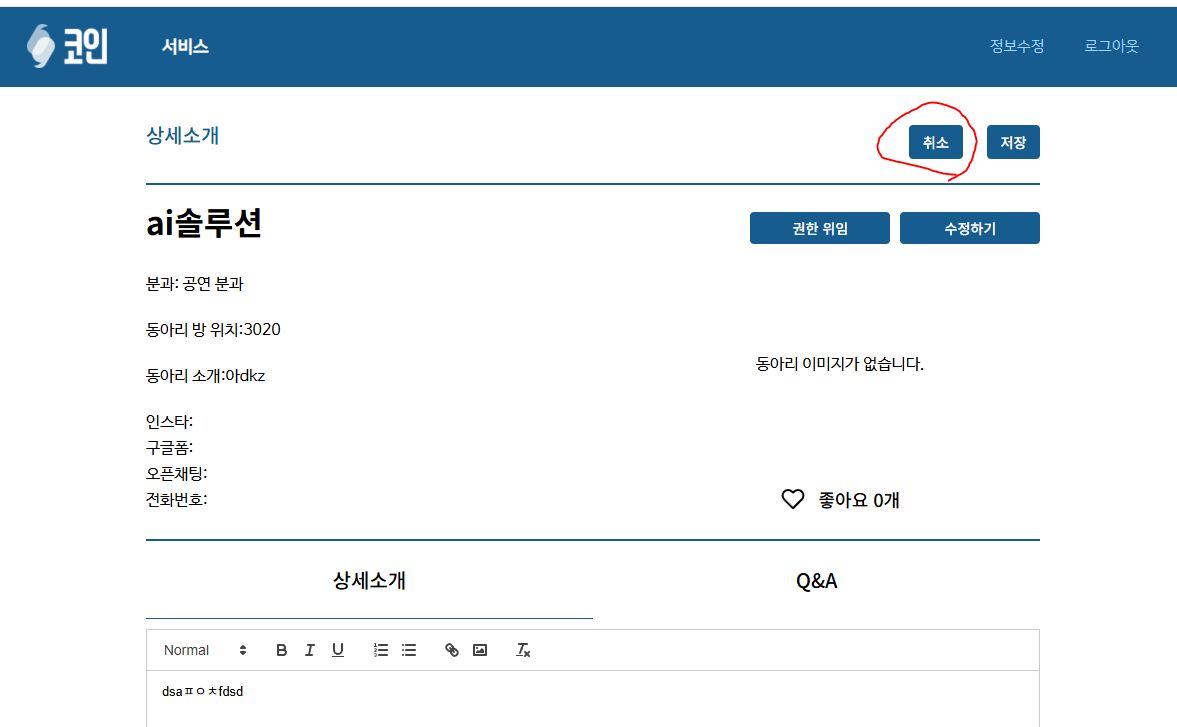 코인 서비스 정보수정 로그아웃
상세소개 취소 저장
ai솔루션 권한 위임 수정하기
분과: 공연 분과
동아리 방 위치:3020
동아리 이미지가 없습니다.
동아리 소개:아dkz
인스타:
구글폼:
오픈채팅:
전화번호:
좋아요 0개
상세소개 Q&A
Normal B I U
dsaㅍㅇㅊfdsd